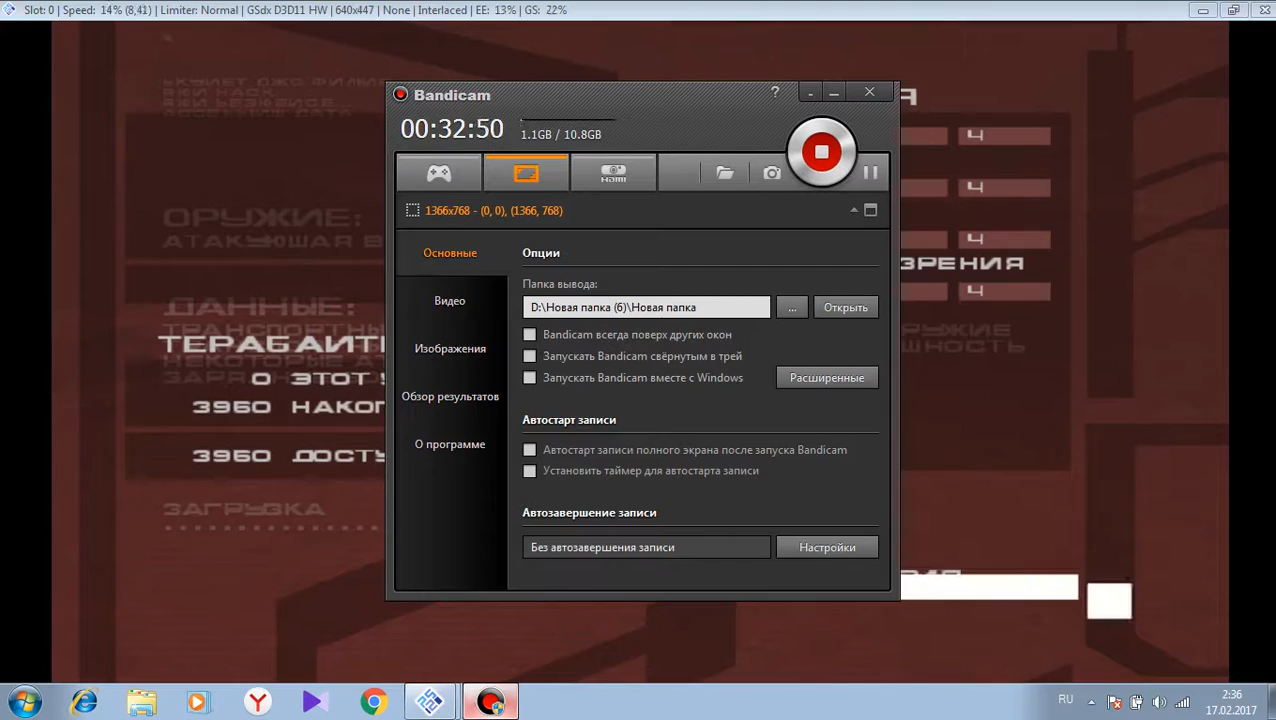 Slot: 0 | Speed: 14% (8,41) | Limiter: Normal | GSdx D3D11 HW | 640x447 | None | Interlaced | EE: 13% | GS: 22%
Bandicam
?
00:32:50
1.1GB / 10.8GB
HDMI
1366x768 - (0, 0), (1366, 768)
Основные
Видео
Изображения
Обзор результатов
О программе
Опции
Папка вывода:
D:\Новая папка (6)\Новая папка
...
Открыть
Bandicam всегда поверх других окон
Запускать Bandicam свёрнутым в трей
Запускать Bandicam вместе с Windows
Расширенные
Автостарт записи
Автостарт записи полного экрана после запуска Bandicam
Установить таймер для автостарта записи
Автозавершение записи
Без автозавершения записи
Настройки
ОРУЖИЕ:
АТАКУЮЩАЯ В
ДАННЫЕ:
ТЕРАБАЙТ
О ЭТОТ
3960 НАКОП
3960 ДОСТУ
ЗАГРУЗКА
Ч
Ч
Ч
ЗРЕНИЯ
Ч
RU
2:36
17.02.2017